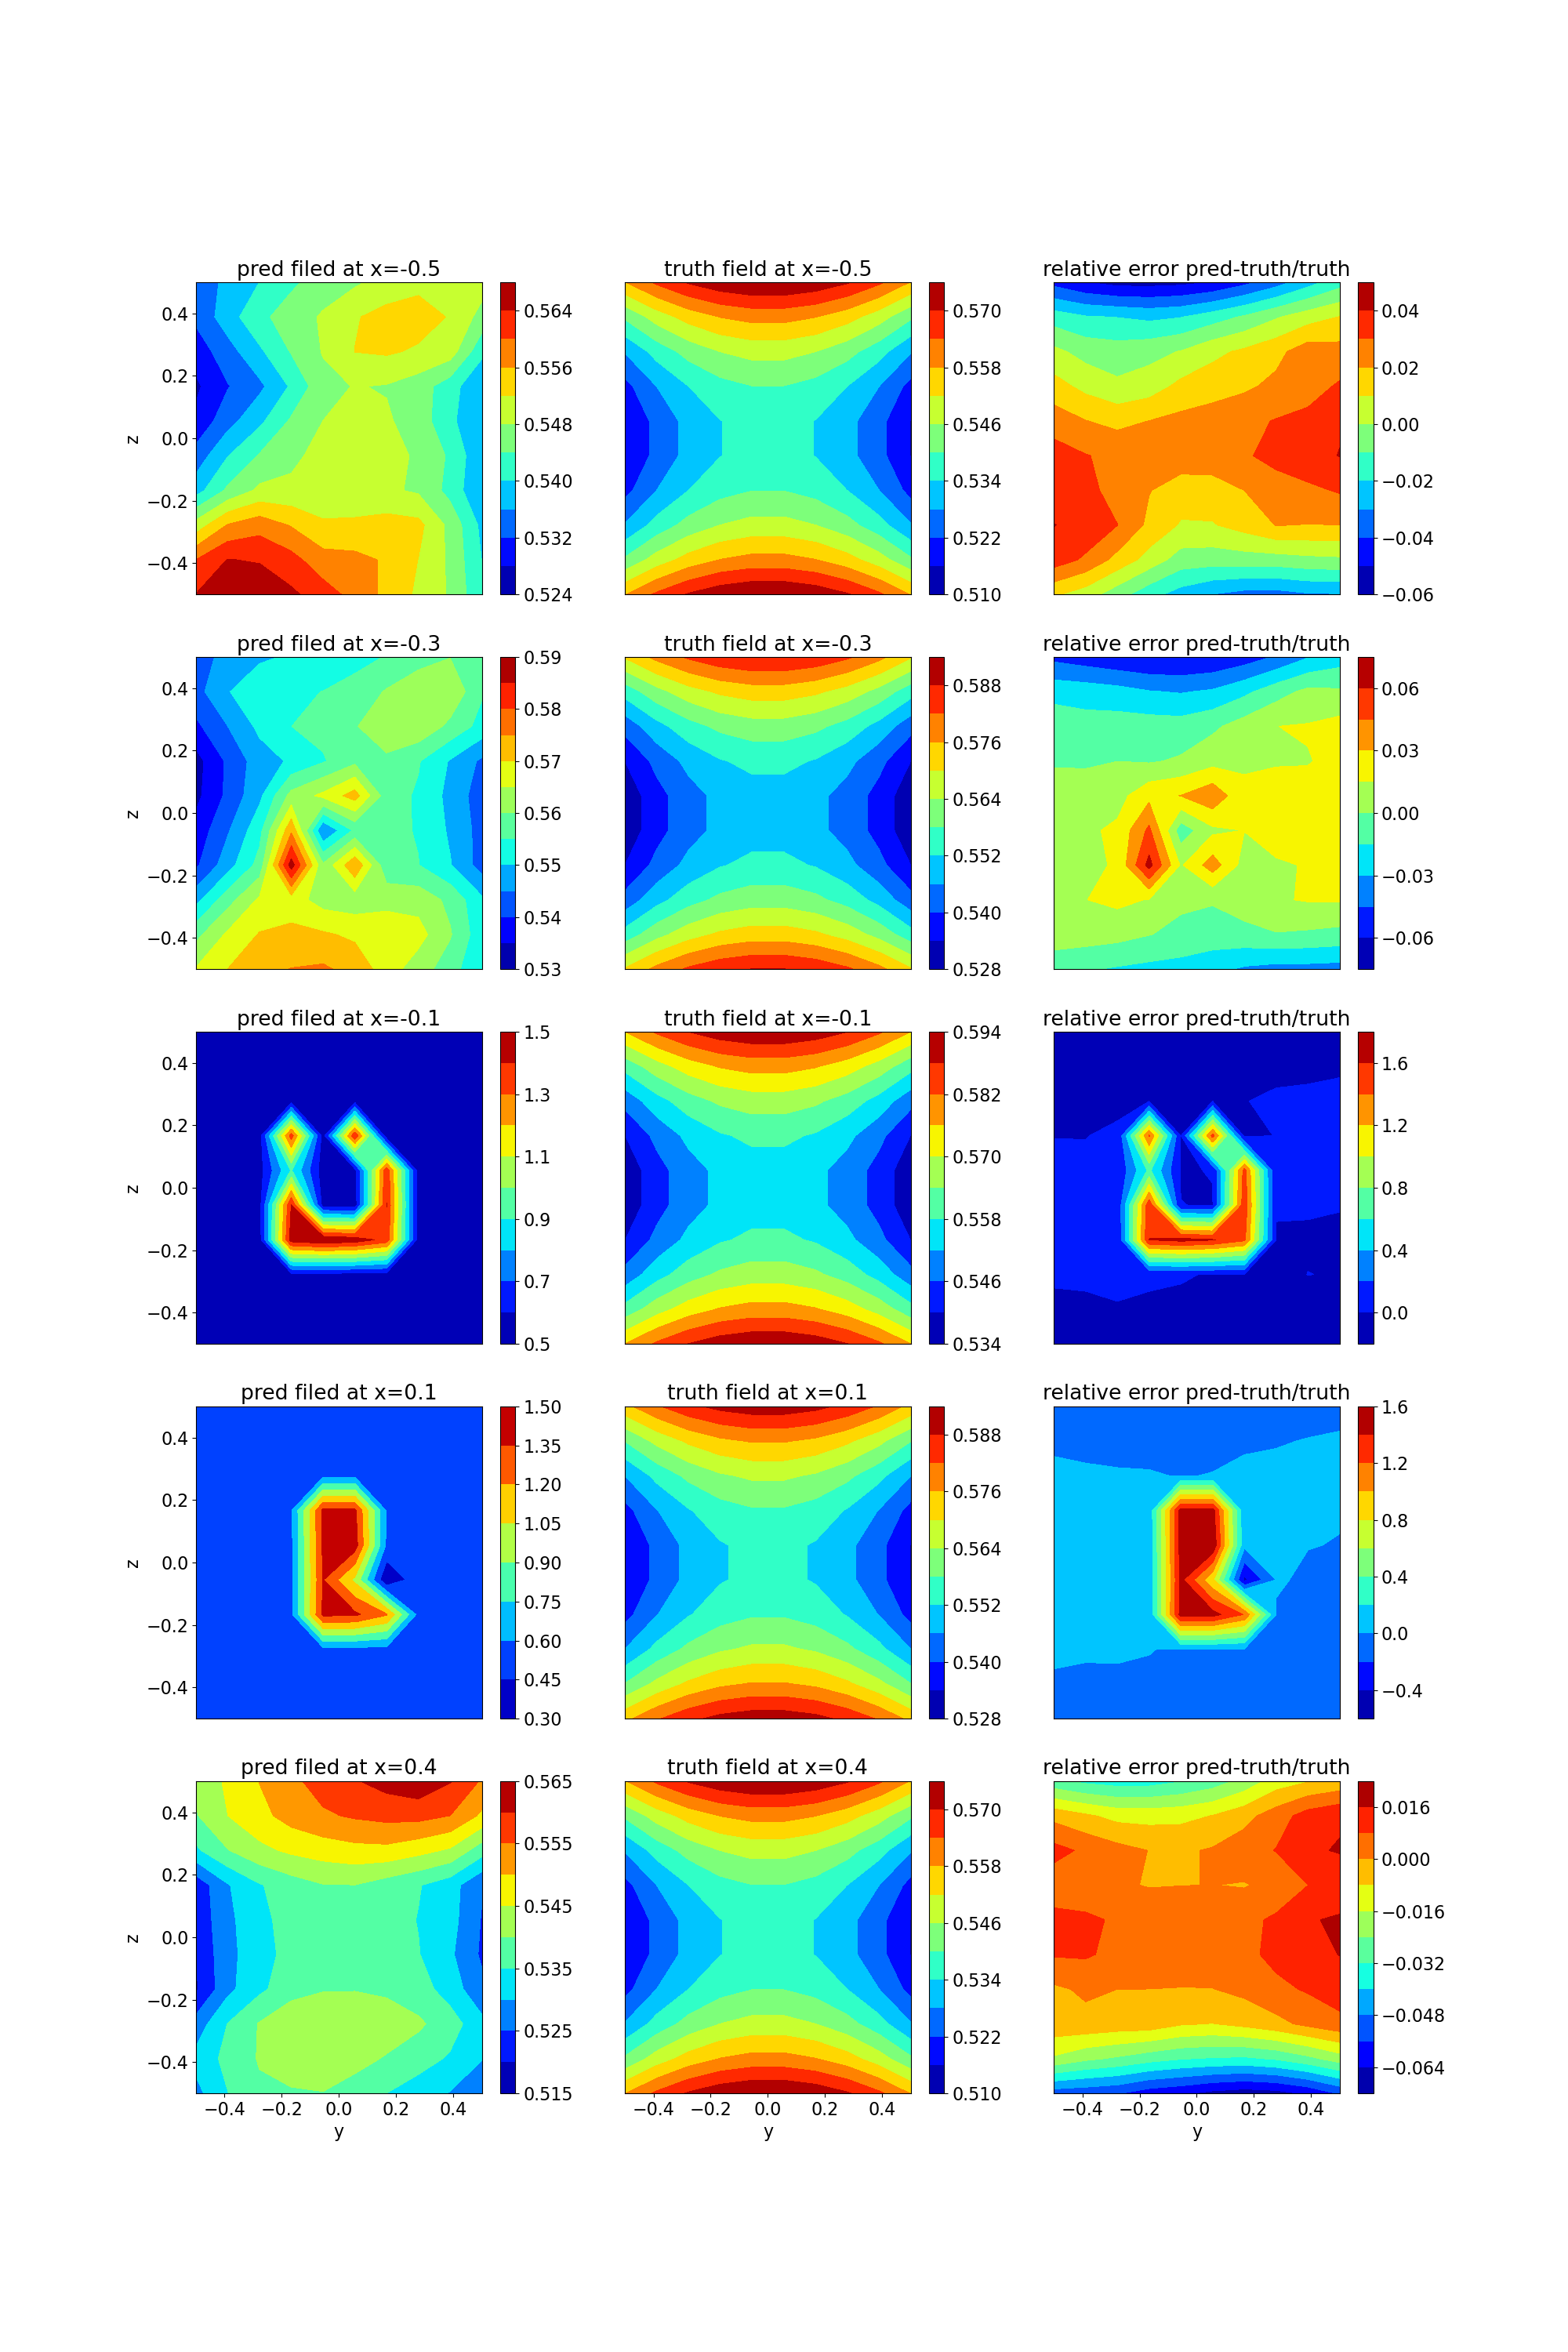 pred filed at x=-0.5 truth field at x=-0.5 relative error pred-truth/truth
z 0.4 0.2 0.0 −0.2 −0.4
0.564 0.556 0.548 0.540 0.532 0.524
0.570 0.558 0.546 0.534 0.522 0.510
0.04 0.02 0.00 −0.02 −0.04 −0.06
pred filed at x=-0.3 truth field at x=-0.3 relative error pred-truth/truth
z 0.4 0.2 0.0 −0.2 −0.4
0.59 0.58 0.57 0.56 0.55 0.54 0.53
0.588 0.576 0.564 0.552 0.540 0.528
0.06 0.03 0.00 −0.03 −0.06
pred filed at x=-0.1 truth field at x=-0.1 relative error pred-truth/truth
z 0.4 0.2 0.0 −0.2 −0.4
1.5 1.3 1.1 0.9 0.7 0.5
0.594 0.582 0.570 0.558 0.546 0.534
1.6 1.2 0.8 0.4 0.0
pred filed at x=0.1 truth field at x=0.1 relative error pred-truth/truth
z 0.4 0.2 0.0 −0.2 −0.4
1.50 1.35 1.20 1.05 0.90 0.75 0.60 0.45 0.30
0.588 0.576 0.564 0.552 0.540 0.528
1.6 1.2 0.8 0.4 0.0 −0.4
pred filed at x=0.4 truth field at x=0.4 relative error pred-truth/truth
z 0.4 0.2 0.0 −0.2 −0.4
0.565 0.555 0.545 0.535 0.525 0.515
0.570 0.558 0.546 0.534 0.522 0.510
0.016 0.000 −0.016 −0.032 −0.048 −0.064
−0.4 −0.2 0.0 0.2 0.4 −0.4 −0.2 0.0 0.2 0.4 −0.4 −0.2 0.0 0.2 0.4
y y y